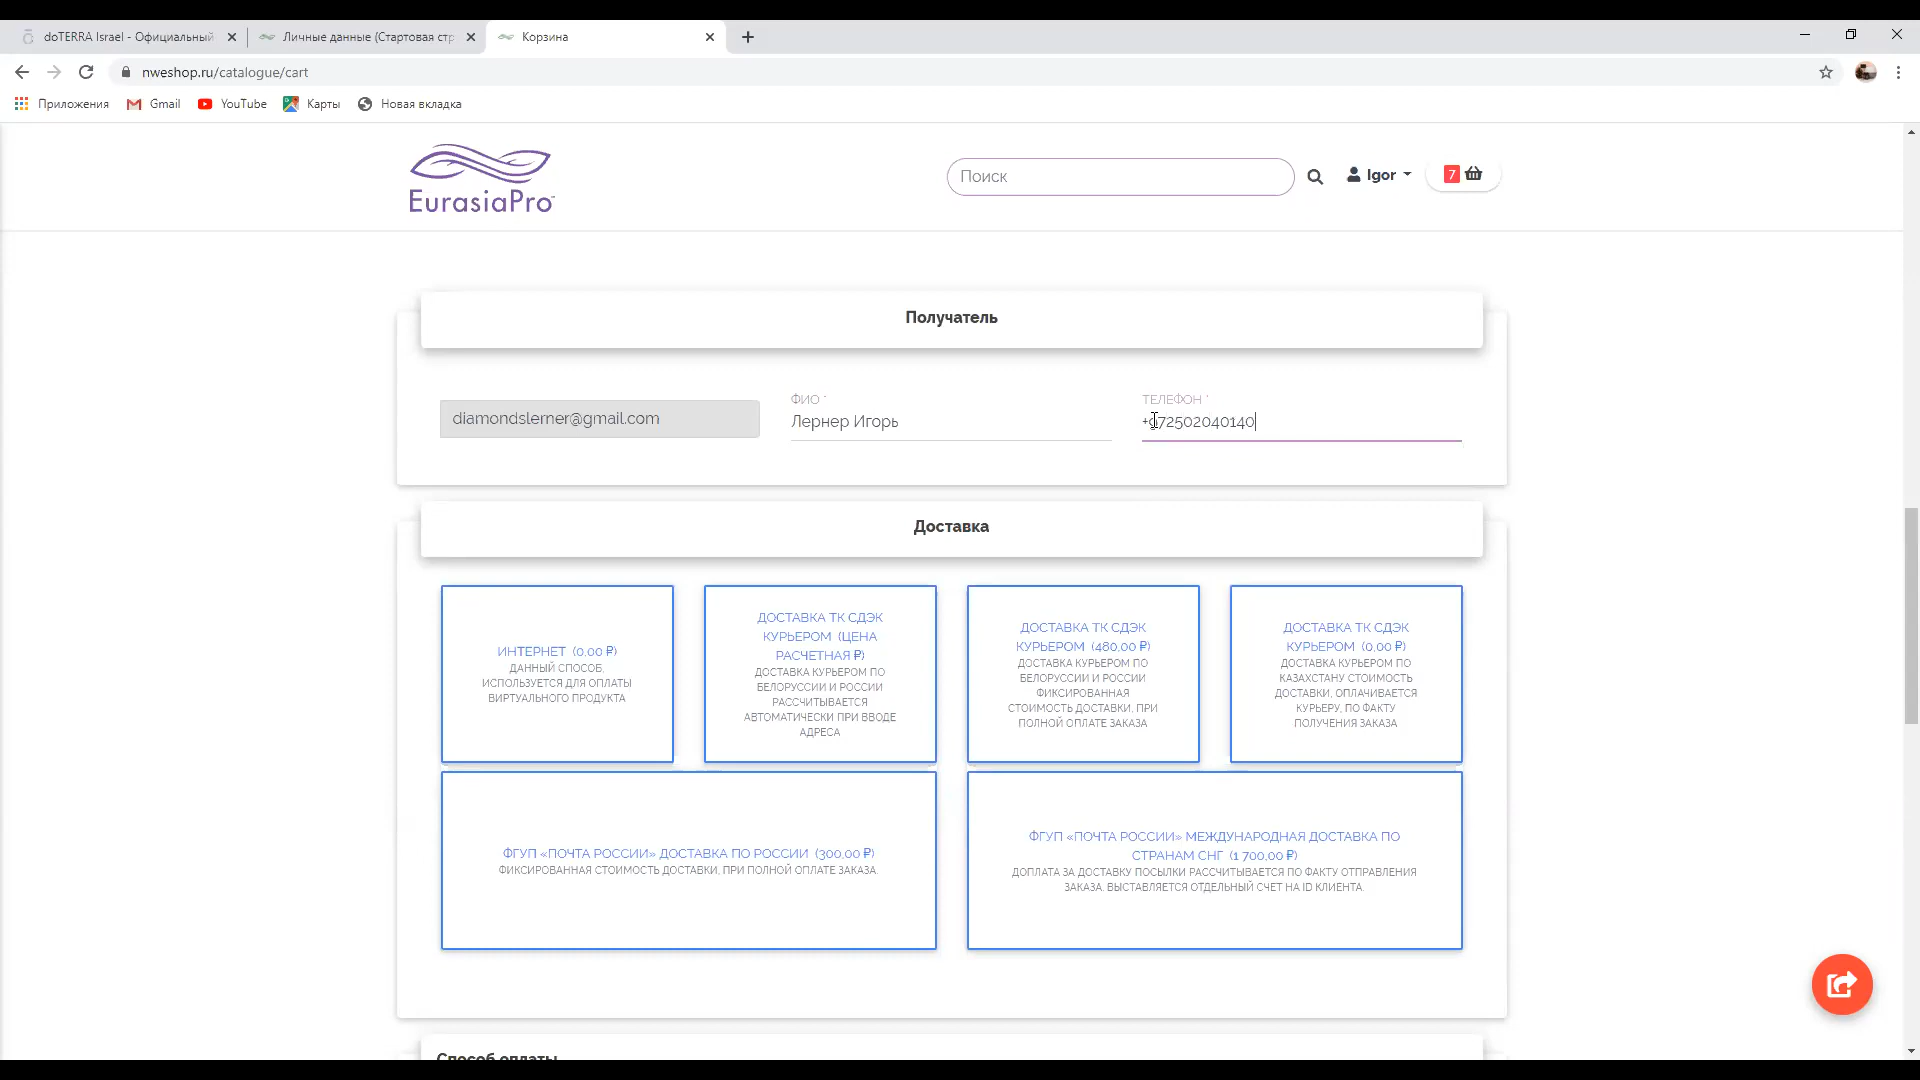 doTERRA Israel - Официальный
Личные данные (Стартовая стр
Корзина
nweshop.ru/catalogue/cart
Приложения
Gmail
YouTube
Карты
Новая вкладка
EurasiaPro
Поиск
Igor
7
Получатель
diamondslerner@gmail.com
ФИО *
Лернер Игорь
ТЕЛЕФОН *
+972502040140
Доставка
ИНТЕРНЕТ (0,00 ₽)
ДАННЫЙ СПОСОБ,
ИСПОЛЬЗУЕТСЯ ДЛЯ ОПЛАТЫ
ВИРТУАЛЬНОГО ПРОДУКТА
ДОСТАВКА ТК СДЭК
КУРЬЕРОМ (ЦЕНА
РАСЧЕТНАЯ ₽)
ДОСТАВКА КУРЬЕРОМ ПО
БЕЛОРУССИИ И РОССИИ
РАССЧИТЫВАЕТСЯ
АВТОМАТИЧЕСКИ ПРИ ВВОДЕ
АДРЕСА
ДОСТАВКА ТК СДЭК
КУРЬЕРОМ (480,00 ₽)
ДОСТАВКА КУРЬЕРОМ ПО
БЕЛОРУССИИ И РОССИИ
ФИКСИРОВАННАЯ
СТОИМОСТЬ ДОСТАВКИ, ПРИ
ПОЛНОЙ ОПЛАТЕ ЗАКАЗА
ДОСТАВКА ТК СДЭК
КУРЬЕРОМ (0,00 ₽)
ДОСТАВКА КУРЬЕРОМ ПО
КАЗАХСТАНУ СТОИМОСТЬ
ДОСТАВКИ, ОПЛАЧИВАЕТСЯ
КУРЬЕРУ, ПО ФАКТУ
ПОЛУЧЕНИЯ ЗАКАЗА
ФГУП «ПОЧТА РОССИИ» ДОСТАВКА ПО РОССИИ (300,00 ₽)
ФИКСИРОВАННАЯ СТОИМОСТЬ ДОСТАВКИ, ПРИ ПОЛНОЙ ОПЛАТЕ ЗАКАЗА.
ФГУП «ПОЧТА РОССИИ» МЕЖДУНАРОДНАЯ ДОСТАВКА ПО
СТРАНАМ СНГ (1 700,00 ₽)
ДОПЛАТА ЗА ДОСТАВКУ ПОСЫЛКИ РАССЧИТЫВАЕТСЯ ПО ФАКТУ ОТПРАВЛЕНИЯ
ЗАКАЗА. ВЫСТАВЛЯЕТСЯ ОТДЕЛЬНЫЙ СЧЕТ НА ID КЛИЕНТА.
Способ оплаты